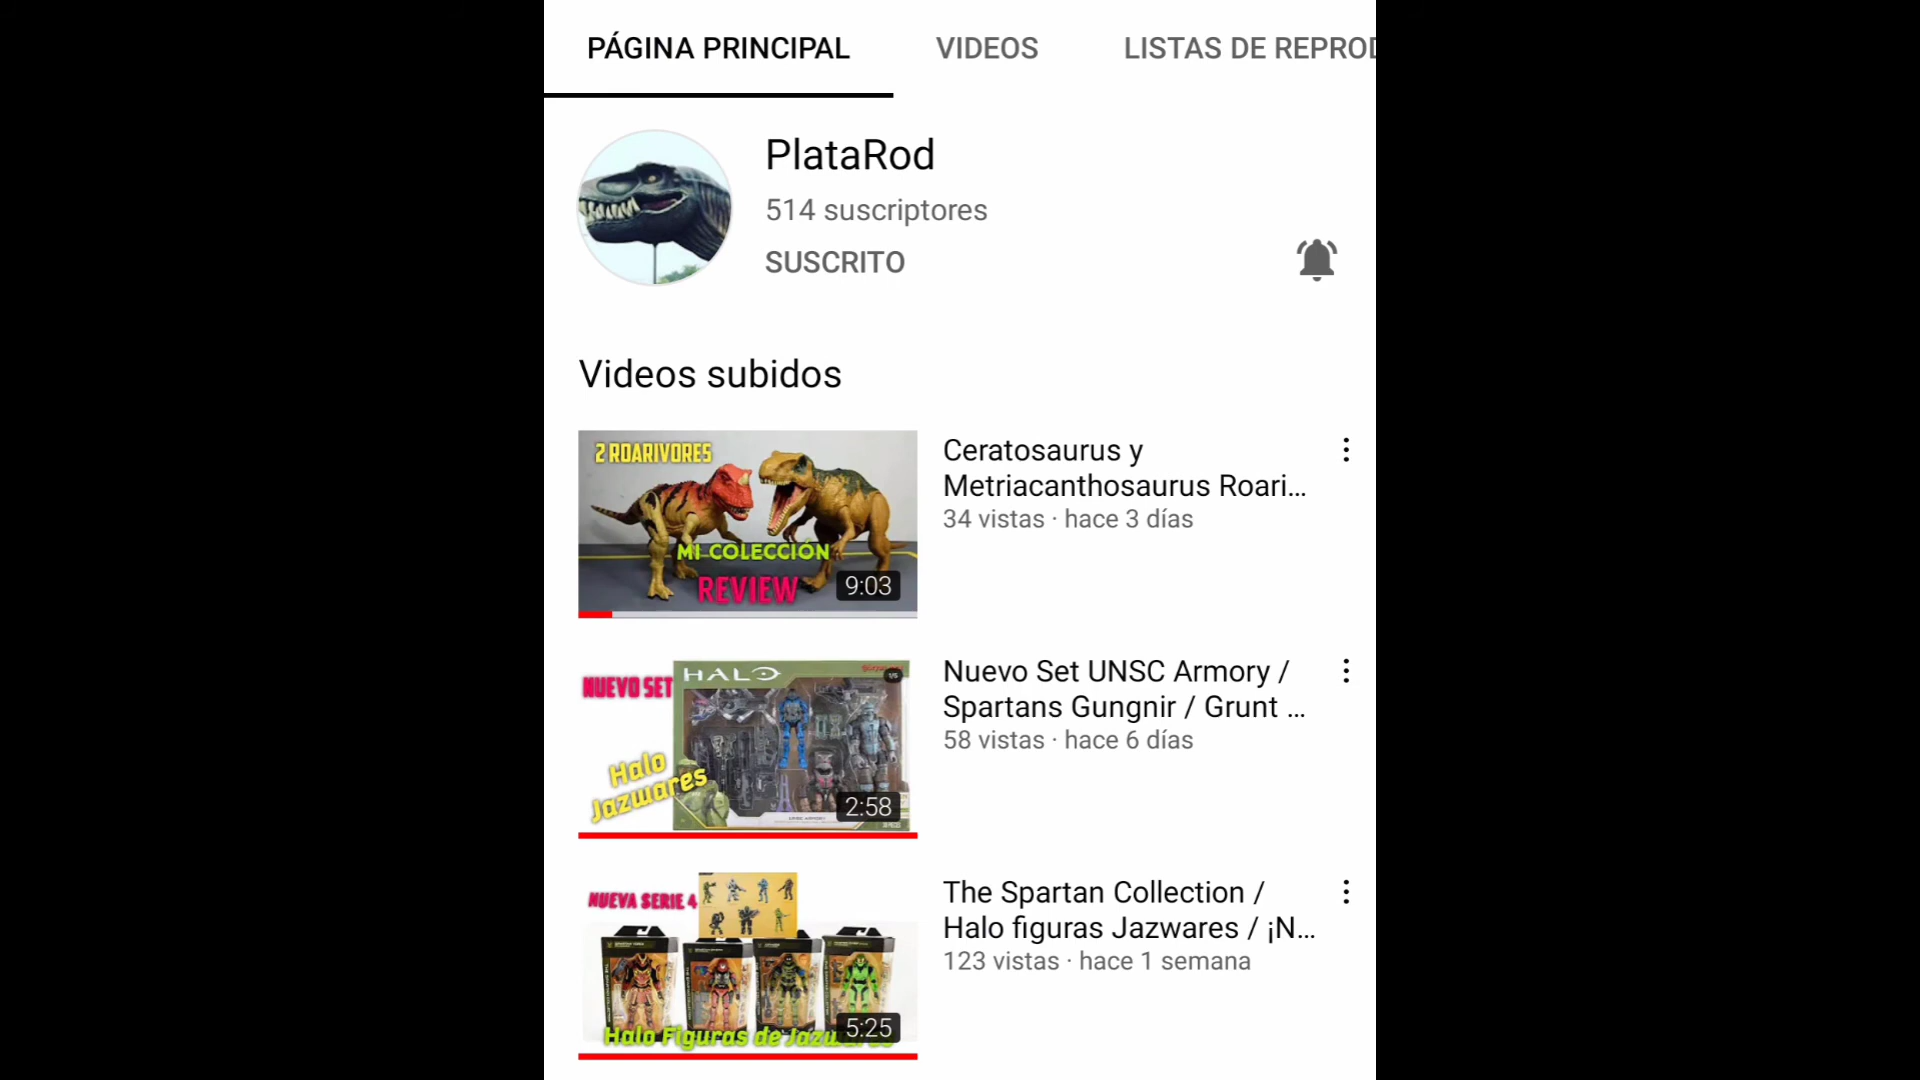 PÁGINA PRINCIPAL VIDEOS LISTAS DE REPROD
PlataRod
514 suscriptores
SUSCRITO
Videos subidos
2 ROARIVORES
MI COLECCIÓN
REVIEW
9:03
Ceratosaurus y
Metriacanthosaurus Roari...
34 vistas · hace 3 días
NUEVO SET
HALO
1/5
Halo
Jazwares
2:58
Nuevo Set UNSC Armory /
Spartans Gungnir / Grunt ...
58 vistas · hace 6 días
NUEVA SERIE 4
Halo Figuras de Jazwares
5:25
The Spartan Collection /
Halo figuras Jazwares / ¡N...
123 vistas · hace 1 semana